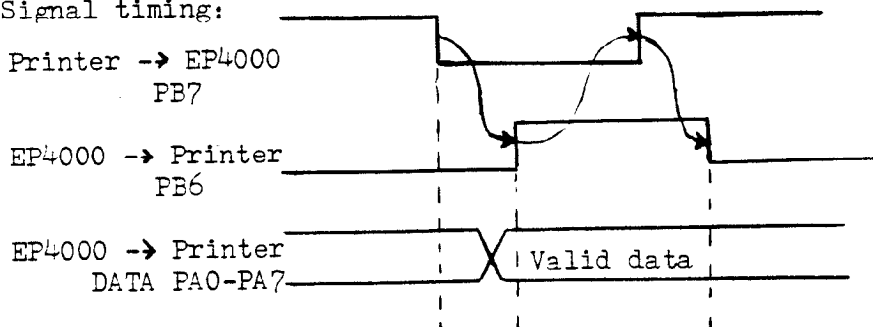 Signal timing:
Printer -> EP4000
PB7
EP4000 -> Printer
PB6
EP4000 -> Printer
DATA PA0-PA7
Valid data